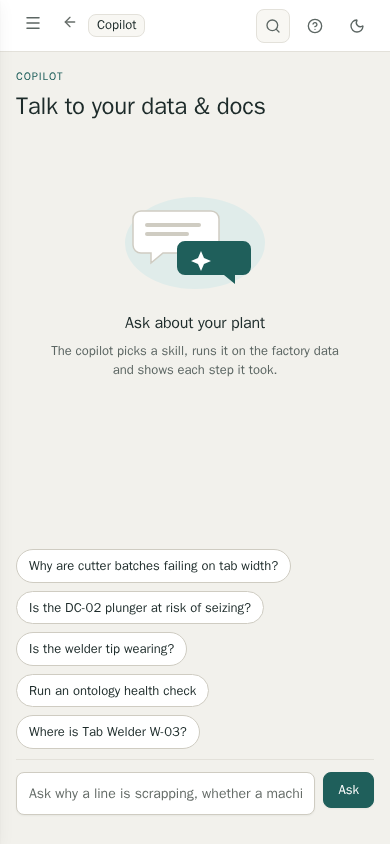 Copilot
COPILOT
Talk to your data & docs
Ask about your plant
The copilot picks a skill, runs it on the factory data
and shows each step it took.
Why are cutter batches failing on tab width?
Is the DC-02 plunger at risk of seizing?
Is the welder tip wearing?
Run an ontology health check
Where is Tab Welder W-03?
Ask why a line is scrapping, whether a machi
Ask